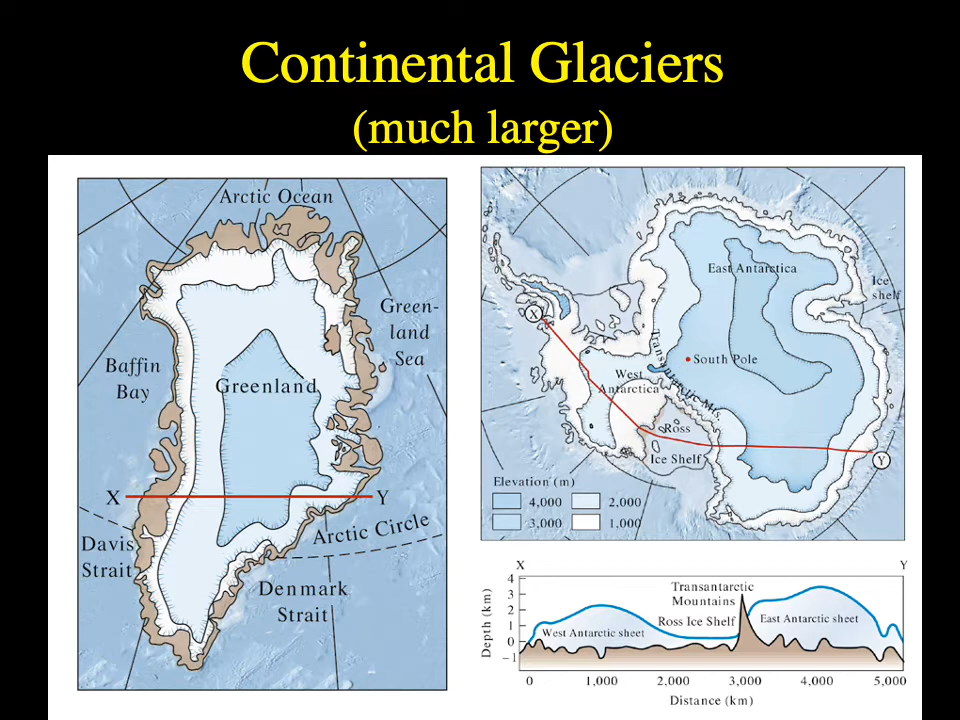 Continental Glaciers
(much larger)
Arctic Ocean
Green-
land
Sea
Baffin
Bay
Greenland
X
Y
Davis
Strait
Arctic Circle
Denmark
Strait
East Antarctica
Ice
shelf
X
Transantarctic Mts.
South Pole
West
Antarctica
Ross
Ice Shelf
Y
Elevation (m)
4,000
2,000
3,000
1,000
X
Y
Depth (km)
4
3
2
1
0
–1
Transantarctic
Mountains
Ross Ice Shelf
East Antarctic sheet
West Antarctic sheet
0
1,000
2,000
3,000
4,000
5,000
Distance (km)